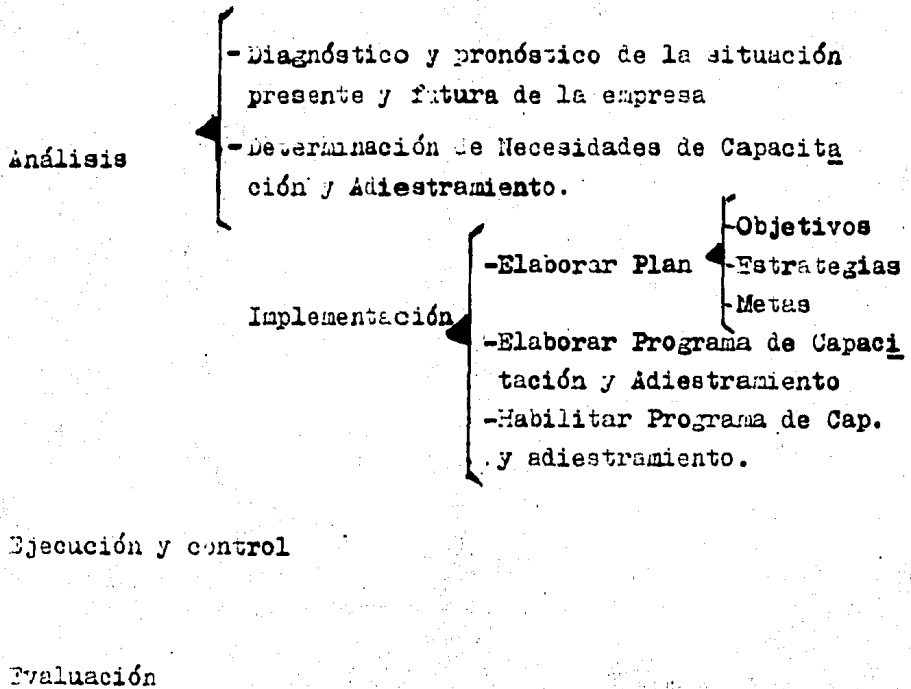 -Diagnóstico y pronóstico de la situación
presente y futura de la empresa
Análisis
-Determinación de Necesidades de Capacita
ción y Adiestramiento.
-Objetivos
-Elaborar Plan
-Estrategias
-Metas
Implementación
-Elaborar Programa de Capaci
tación y Adiestramiento
-Habilitar Programa de Cap.
y adiestramiento.
Ejecución y control
Evaluación